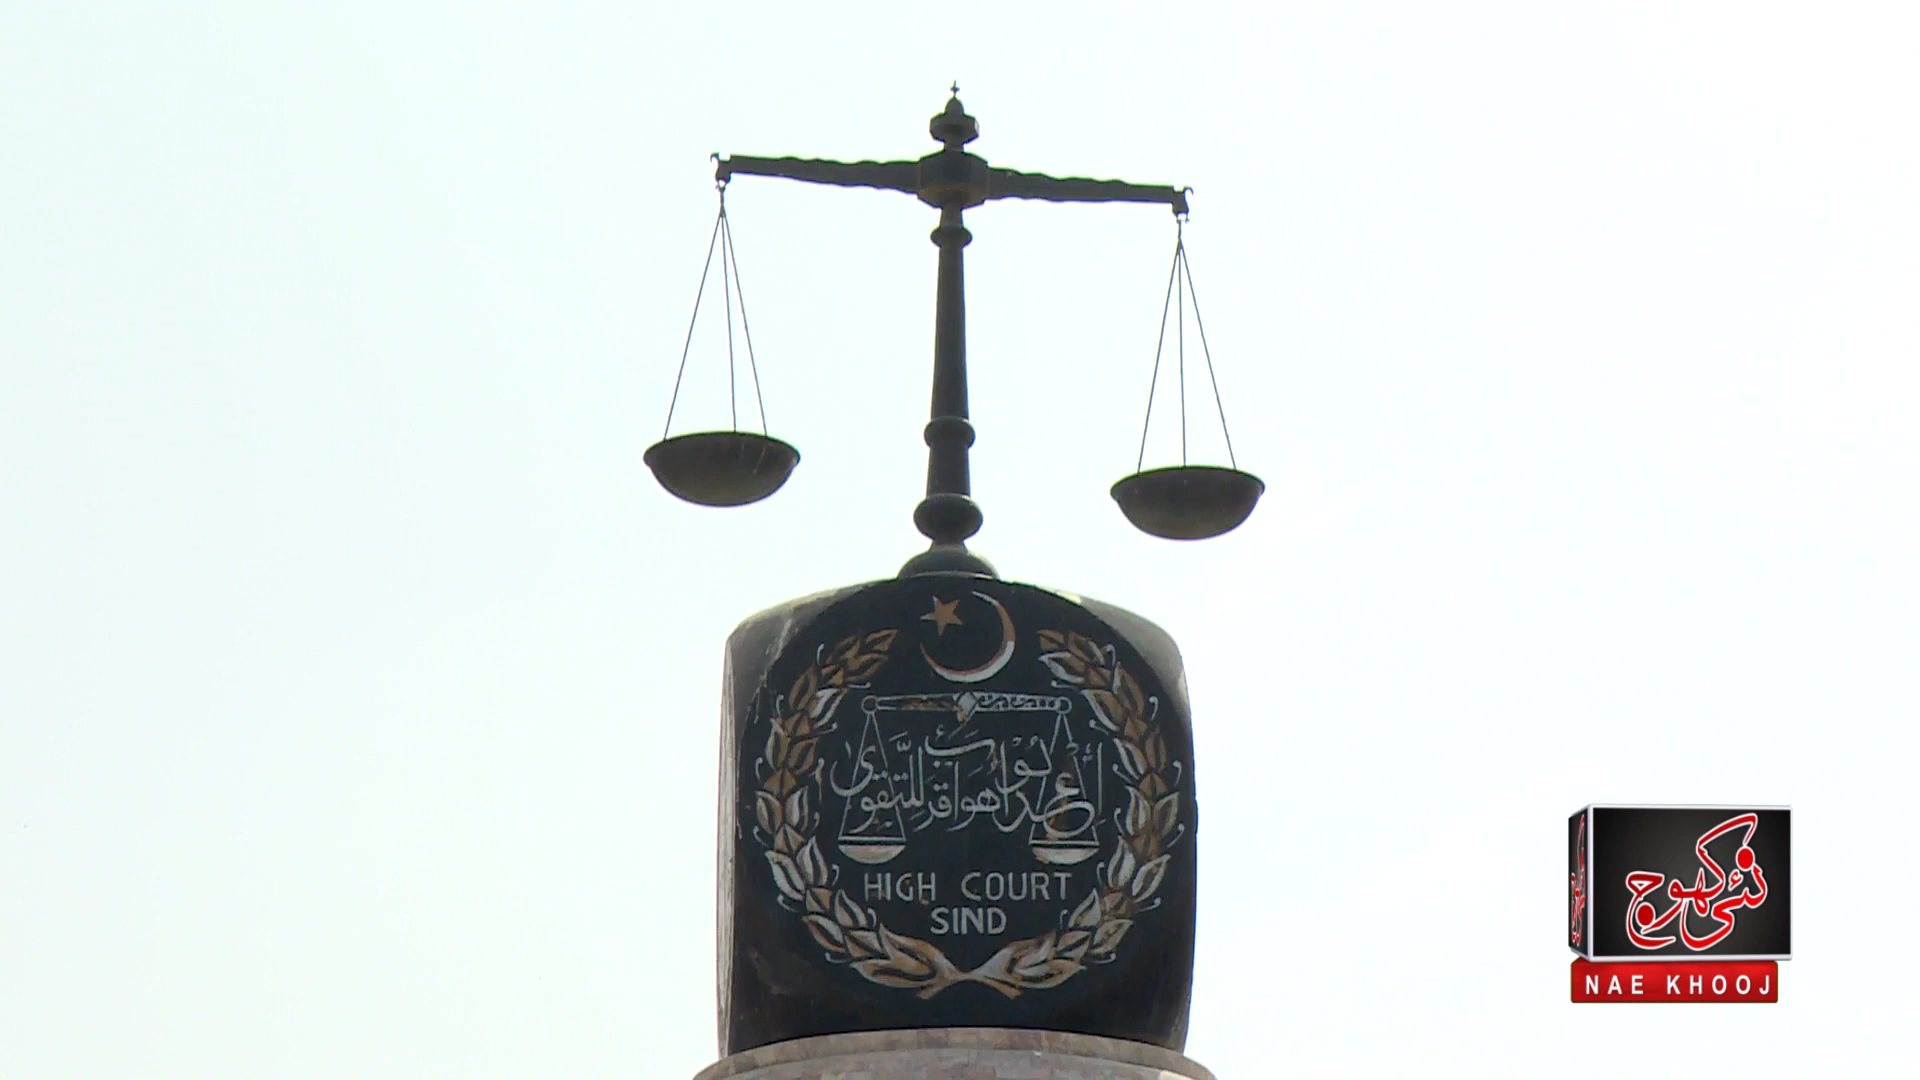 اعدلوا هو اقرب للتقوى
HIGH COURT
SIND
نئی کھوج
NAE KHOOJ